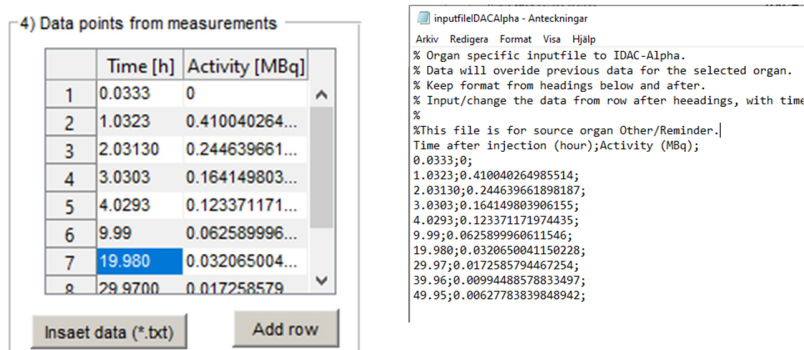 4) Data points from measurements
Time [h] Activity [MBq]
1 0.0333 0
2 1.0323 0.410040264...
3 2.03130 0.244639661...
4 3.0303 0.164149803...
5 4.0293 0.123371171...
6 9.99 0.062589996...
7 19.980 0.032065004...
8 29.9700 0.017258579
Insaet data (*.txt) Add row
inputfileIDACAlpha - Anteckningar
Arkiv Redigera Format Visa Hjälp
% Organ specific inputfile to IDAC-Alpha.
% Data will overide previous data for the selected organ.
% Keep format from headings below and after.
% Input/change the data from row after heeadings, with time
%
%This file is for source organ Other/Reminder.
Time after injection (hour);Activity (MBq);
0.0333;0;
1.0323;0.410040264985514;
2.03130;0.244639661898187;
3.0303;0.164149803906155;
4.0293;0.123371171974435;
9.99;0.0625899960611546;
19.980;0.0320650041150228;
29.97;0.0172585794467254;
39.96;0.00994488578833497;
49.95;0.00627783839848942;